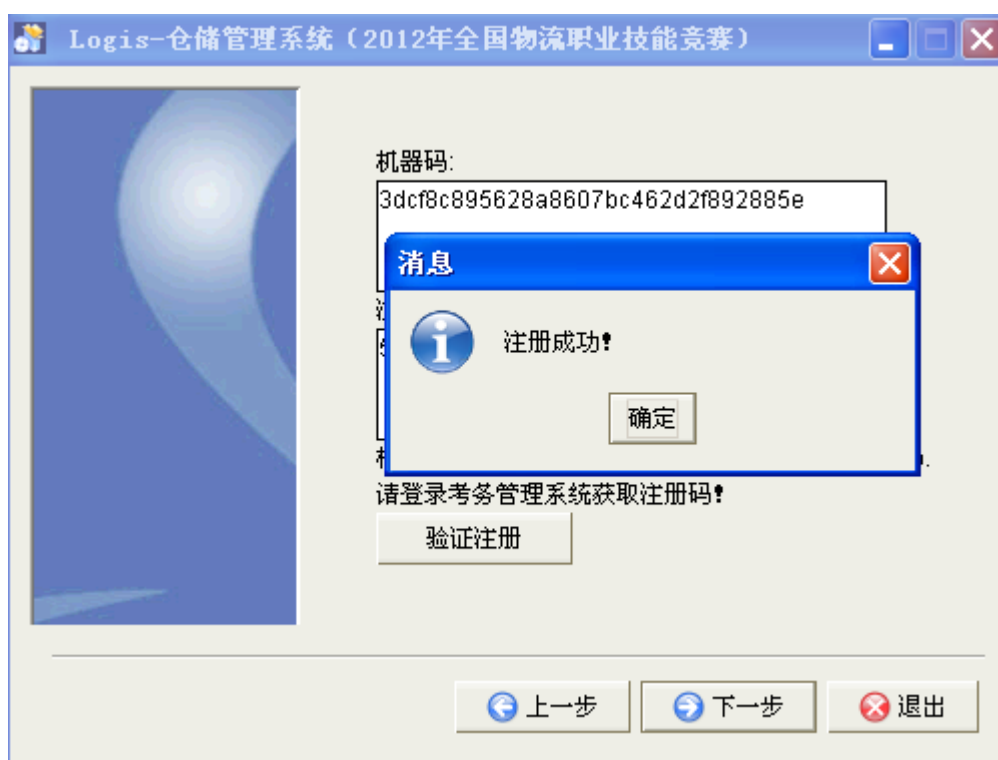 Logis-仓储管理系统（2012年全国物流职业技能竞赛）
机器码:
3dcf8c895628a8607bc462d2f892885e
消息
注册成功!
确定
请登录考务管理系统获取注册码!
验证注册
上一步
下一步
退出